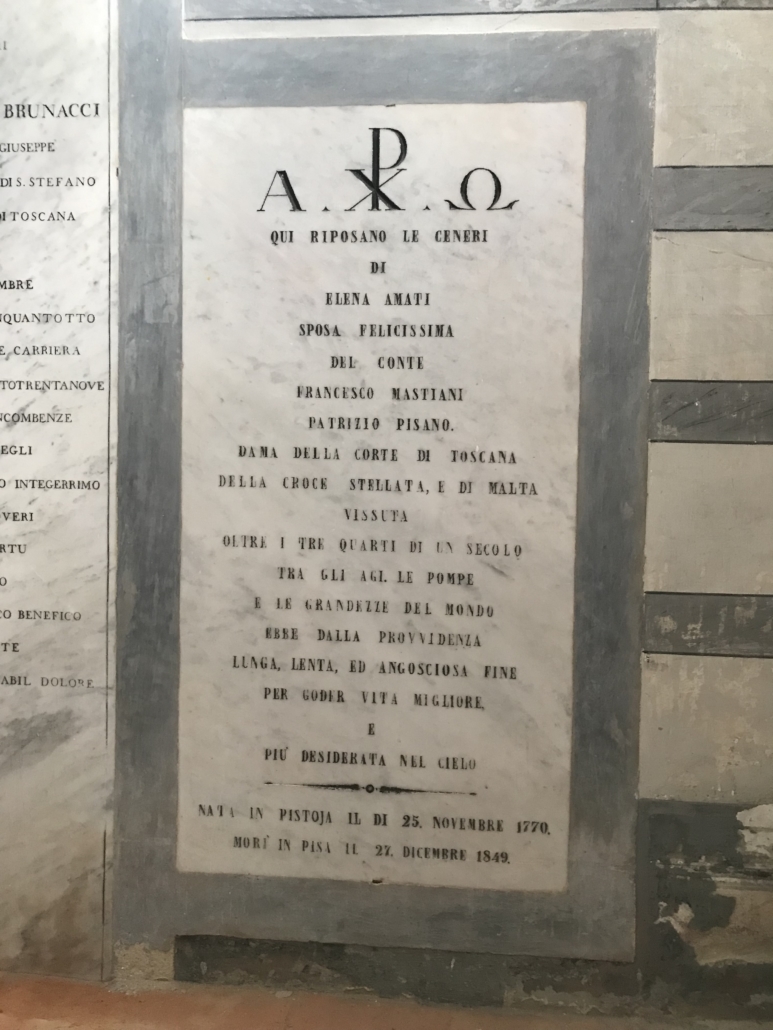 BRUNACCI
GIUSEPPE
DI S. STEFANO
DI TOSCANA
MBRE
NQUANTOTTO
E CARRIERA
TOTRENTANOVE
NCOMBENZE
EGLI
O INTEGERRIMO
VERI
RTU
O
CO BENEFICO
TE
ABIL DOLORE
A . ☧ . Ω
QUI RIPOSANO LE CENERI
DI
ELENA AMATI
SPOSA FELICISSIMA
DEL CONTE
FRANCESCO MASTIANI
PATRIZIO PISANO.
DAMA DELLA CORTE DI TOSCANA
DELLA CROCE STELLATA, E DI MALTA
VISSUTA
OLTRE I TRE QUARTI DI UN SECOLO
TRA GLI AGI. LE POMPE
E LE GRANDEZZE DEL MONDO
EBBE DALLA PROVVIDENZA
LUNGA, LENTA, ED ANGOSCIOSA FINE
PER GODER VITA MIGLIORE,
E
PIU' DESIDERATA NEL CIELO
NATA IN PISTOJA IL DI 25. NOVEMBRE 1770.
MORI' IN PISA IL 27. DICEMBRE 1849.